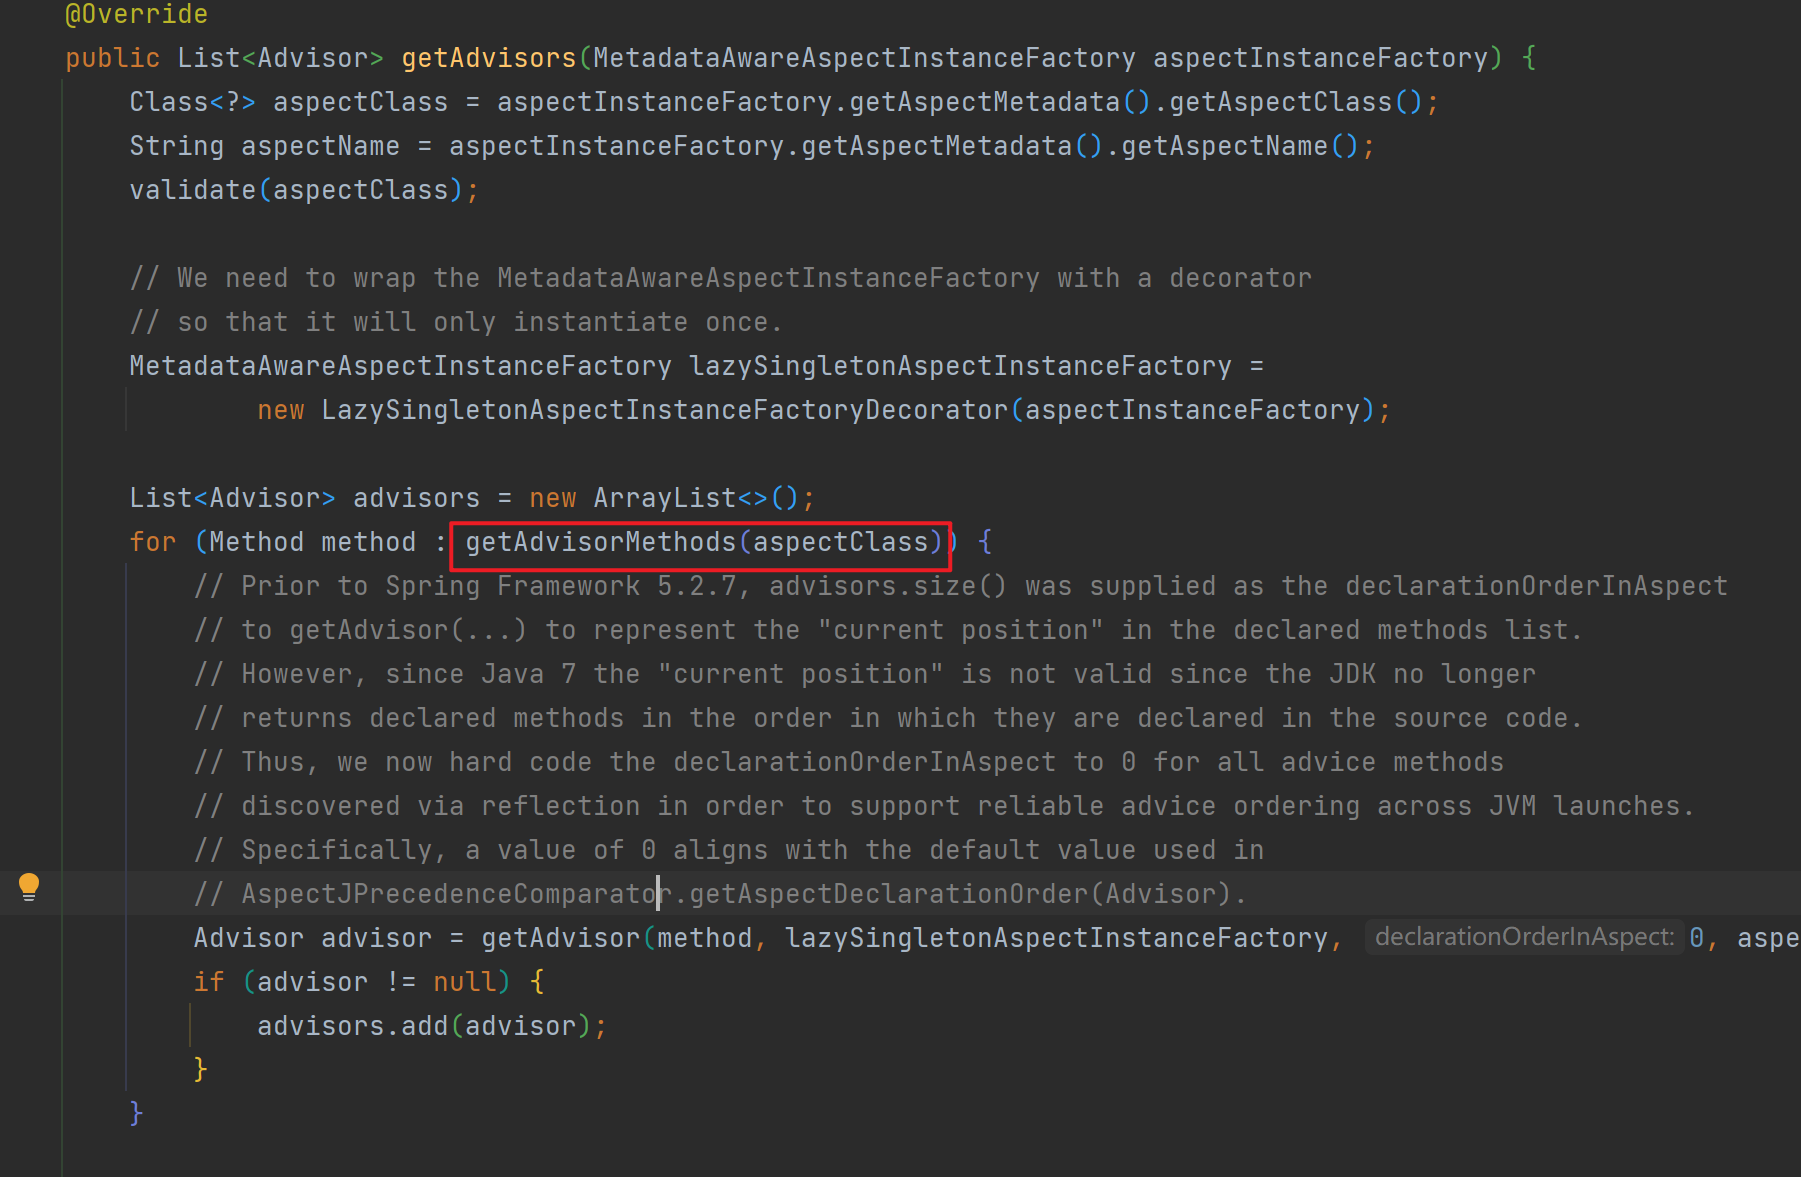 @Override
public List<Advisor> getAdvisors(MetadataAwareAspectInstanceFactory aspectInstanceFactory) {
Class<?> aspectClass = aspectInstanceFactory.getAspectMetadata().getAspectClass();
String aspectName = aspectInstanceFactory.getAspectMetadata().getAspectName();
validate(aspectClass);
// We need to wrap the MetadataAwareAspectInstanceFactory with a decorator
// so that it will only instantiate once.
MetadataAwareAspectInstanceFactory lazySingletonAspectInstanceFactory =
new LazySingletonAspectInstanceFactoryDecorator(aspectInstanceFactory);
List<Advisor> advisors = new ArrayList<>();
for (Method method : getAdvisorMethods(aspectClass)) {
// Prior to Spring Framework 5.2.7, advisors.size() was supplied as the declarationOrderInAspect
// to getAdvisor(...) to represent the "current position" in the declared methods list.
// However, since Java 7 the "current position" is not valid since the JDK no longer
// returns declared methods in the order in which they are declared in the source code.
// Thus, we now hard code the declarationOrderInAspect to 0 for all advice methods
// discovered via reflection in order to support reliable advice ordering across JVM launches.
// Specifically, a value of 0 aligns with the default value used in
// AspectJPrecedenceComparator.getAspectDeclarationOrder(Advisor).
Advisor advisor = getAdvisor(method, lazySingletonAspectInstanceFactory, declarationOrderInAspect: 0, aspe
if (advisor != null) {
advisors.add(advisor);
}
}